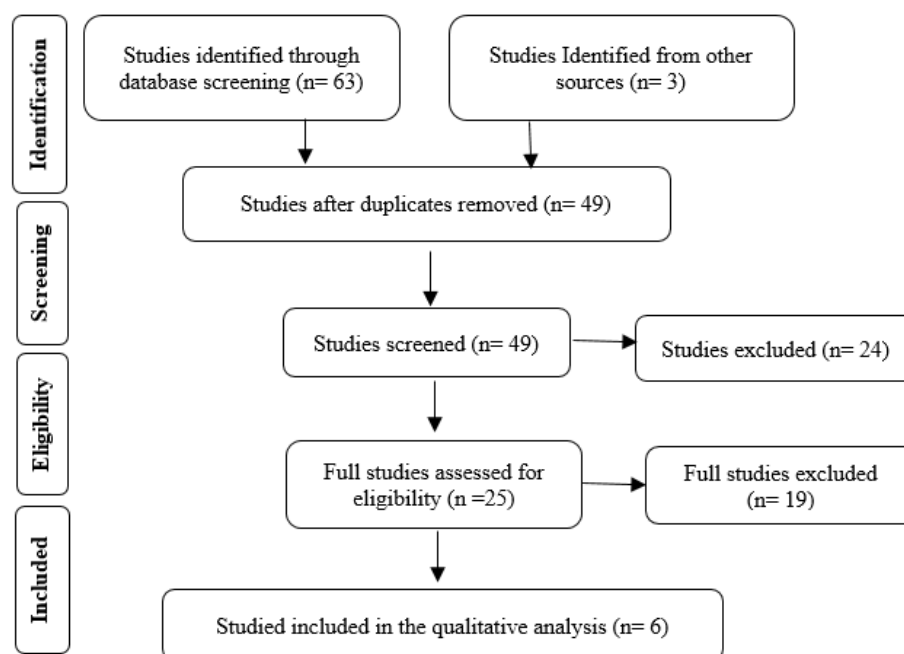 Identification
Studies identified through
database screening (n= 63)
Studies Identified from other
sources (n= 3)
Studies after duplicates removed (n= 49)
Screening
Studies screened (n= 49)
Studies excluded (n= 24)
Eligibility
Full studies assessed for
eligibility (n =25)
Full studies excluded
(n= 19)
Included
Studied included in the qualitative analysis (n= 6)